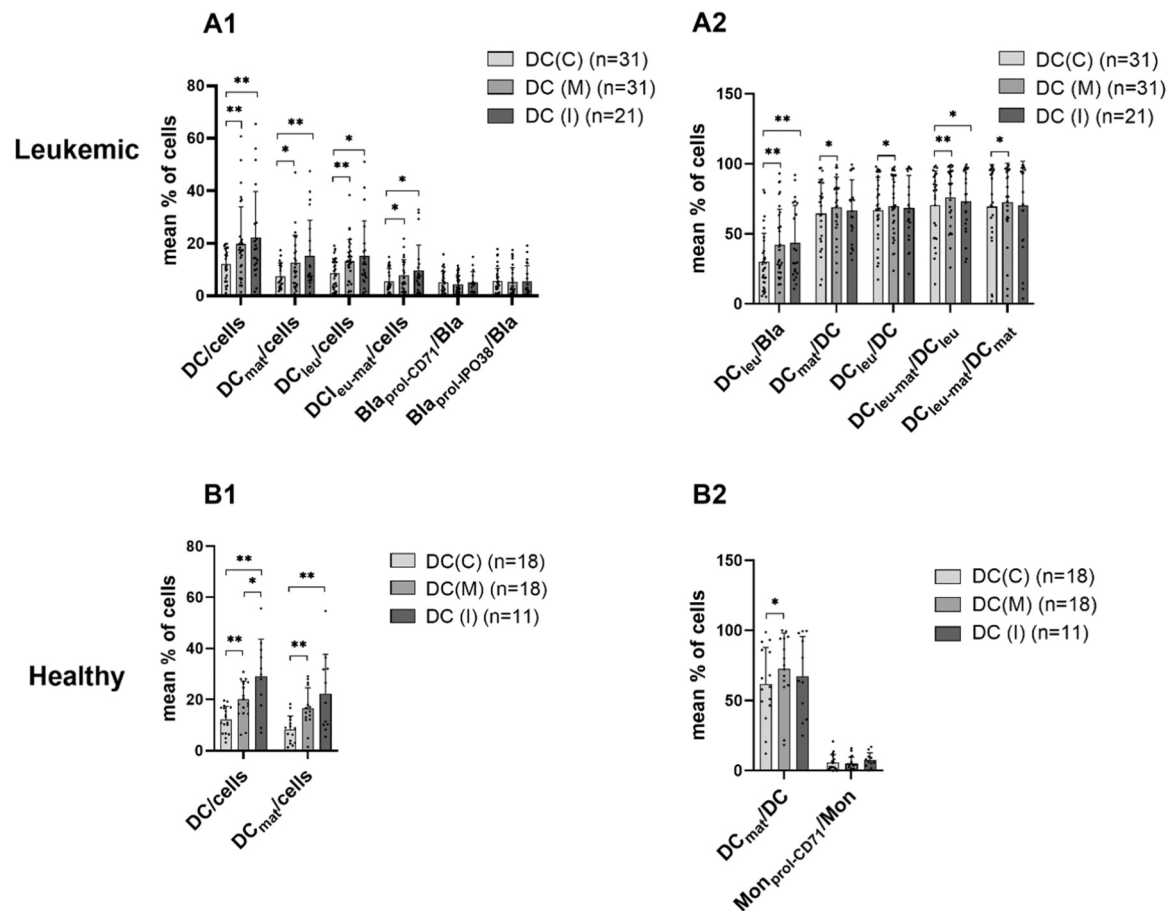 A1
DC(C) (n=31)
DC (M) (n=31)
DC (I) (n=21)
Leukemic
mean % of cells
80
60
40
20
0
** ** ** * * ** * *
DC/cells
DCmat/cells
DCleu/cells
DCleu-mat/cells
Blaprol-CD71/Bla
Blaprol-IPO38/Bla
A2
DC(C) (n=31)
DC (M) (n=31)
DC (I) (n=21)
mean % of cells
150
100
50
0
** ** * * * ** *
DCleu/Bla
DCmat/DC
DCleu/DC
DCleu-mat/DCleu
DCleu-mat/DCmat
B1
DC(C) (n=18)
DC(M) (n=18)
DC (I) (n=11)
Healthy
mean % of cells
80
60
40
20
0
** * ** ** **
DC/cells
DCmat/cells
B2
DC(C) (n=18)
DC(M) (n=18)
DC (I) (n=11)
mean % of cells
150
100
50
0
*
DCmat/DC
Monprol-CD71/Mon